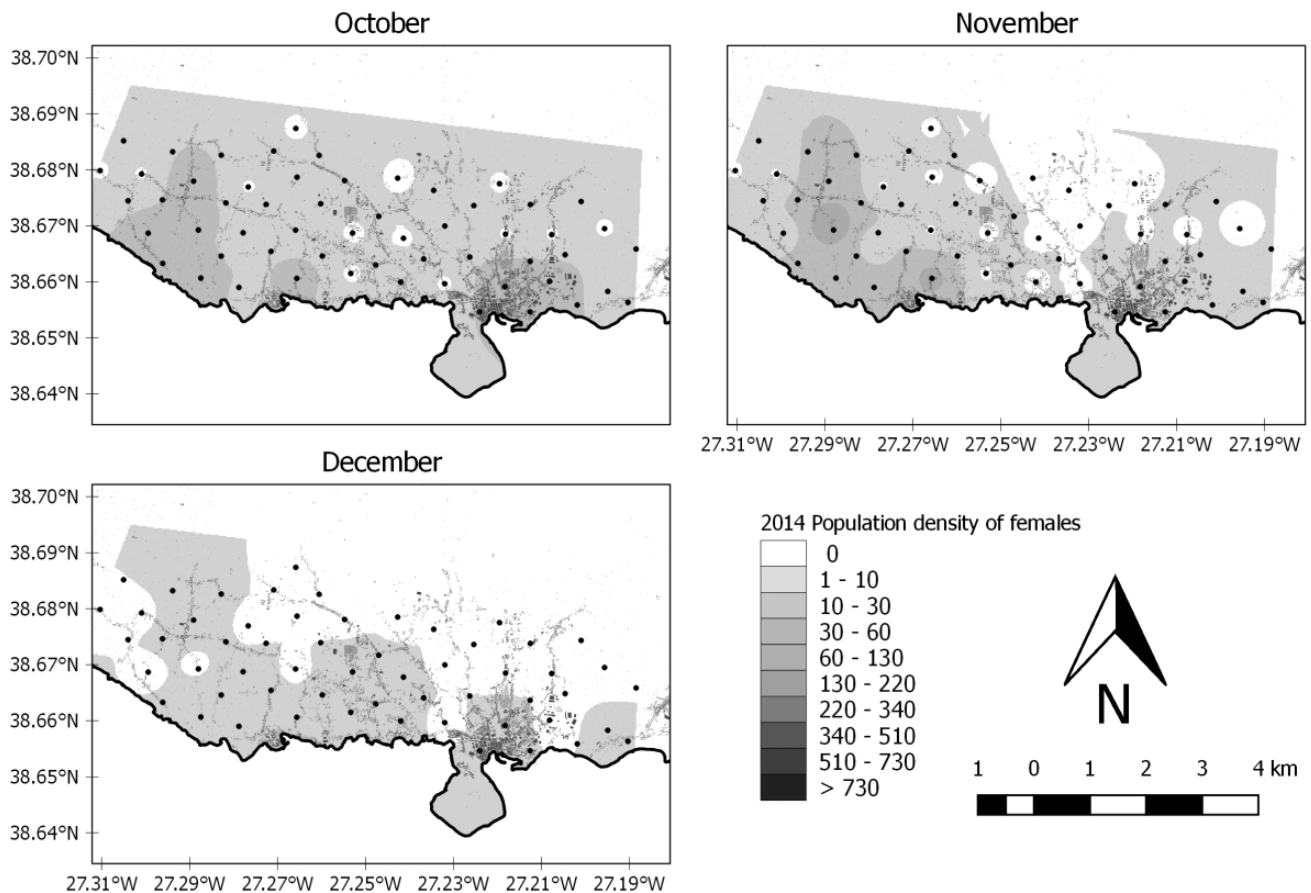 October
November
38.70°N
38.69°N
38.68°N
38.67°N
38.66°N
38.65°N
38.64°N
27.31°W 27.29°W 27.27°W 27.25°W 27.23°W 27.21°W 27.19°W
December
38.70°N
38.69°N
38.68°N
38.67°N
38.66°N
38.65°N
38.64°N
27.31°W 27.29°W 27.27°W 27.25°W 27.23°W 27.21°W 27.19°W
2014 Population density of females
0
1 - 10
10 - 30
30 - 60
60 - 130
130 - 220
220 - 340
340 - 510
510 - 730
> 730
N
1 0 1 2 3 4 km